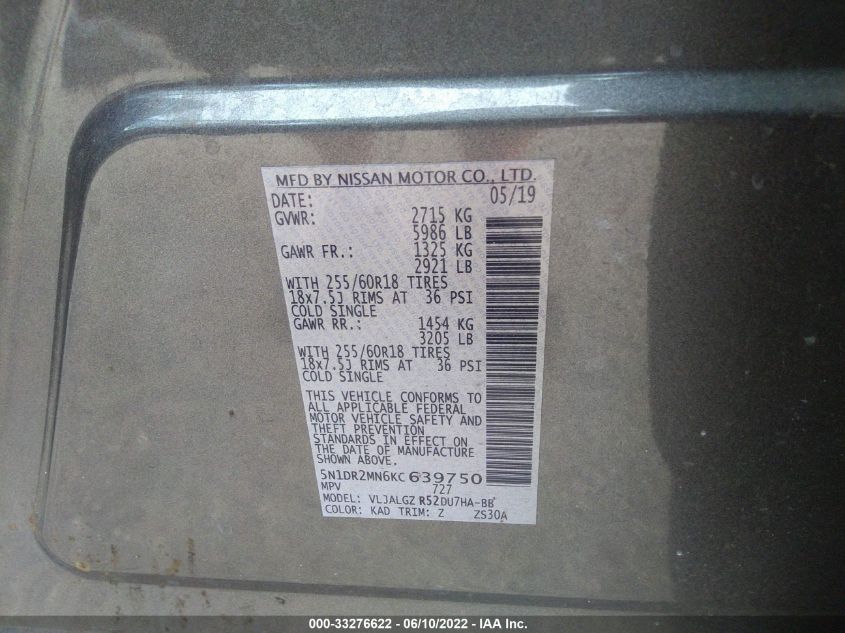 MFD BY NISSAN MOTOR CO., LTD.
DATE: 05/19
GVWR: 2715 KG
5986 LB
GAWR FR.: 1325 KG
2921 LB
WITH 255/60R18 TIRES
18x7.5J RIMS AT 36 PSI
COLD SINGLE
GAWR RR.: 1454 KG
3205 LB
WITH 255/60R18 TIRES
18x7.5J RIMS AT 36 PSI
COLD SINGLE
THIS VEHICLE CONFORMS TO
ALL APPLICABLE FEDERAL
MOTOR VEHICLE SAFETY AND
THEFT PREVENTION
STANDARDS IN EFFECT ON
THE DATE OF MANUFACTURE
SHOWN ABOVE.
5N1DR2MN6KC 639750
MPV 727
MODEL: VLJALGZ R52DU7HA-BB
COLOR: KAD TRIM: Z ZS30A
000-33276622 - 06/10/2022 - IAA Inc.